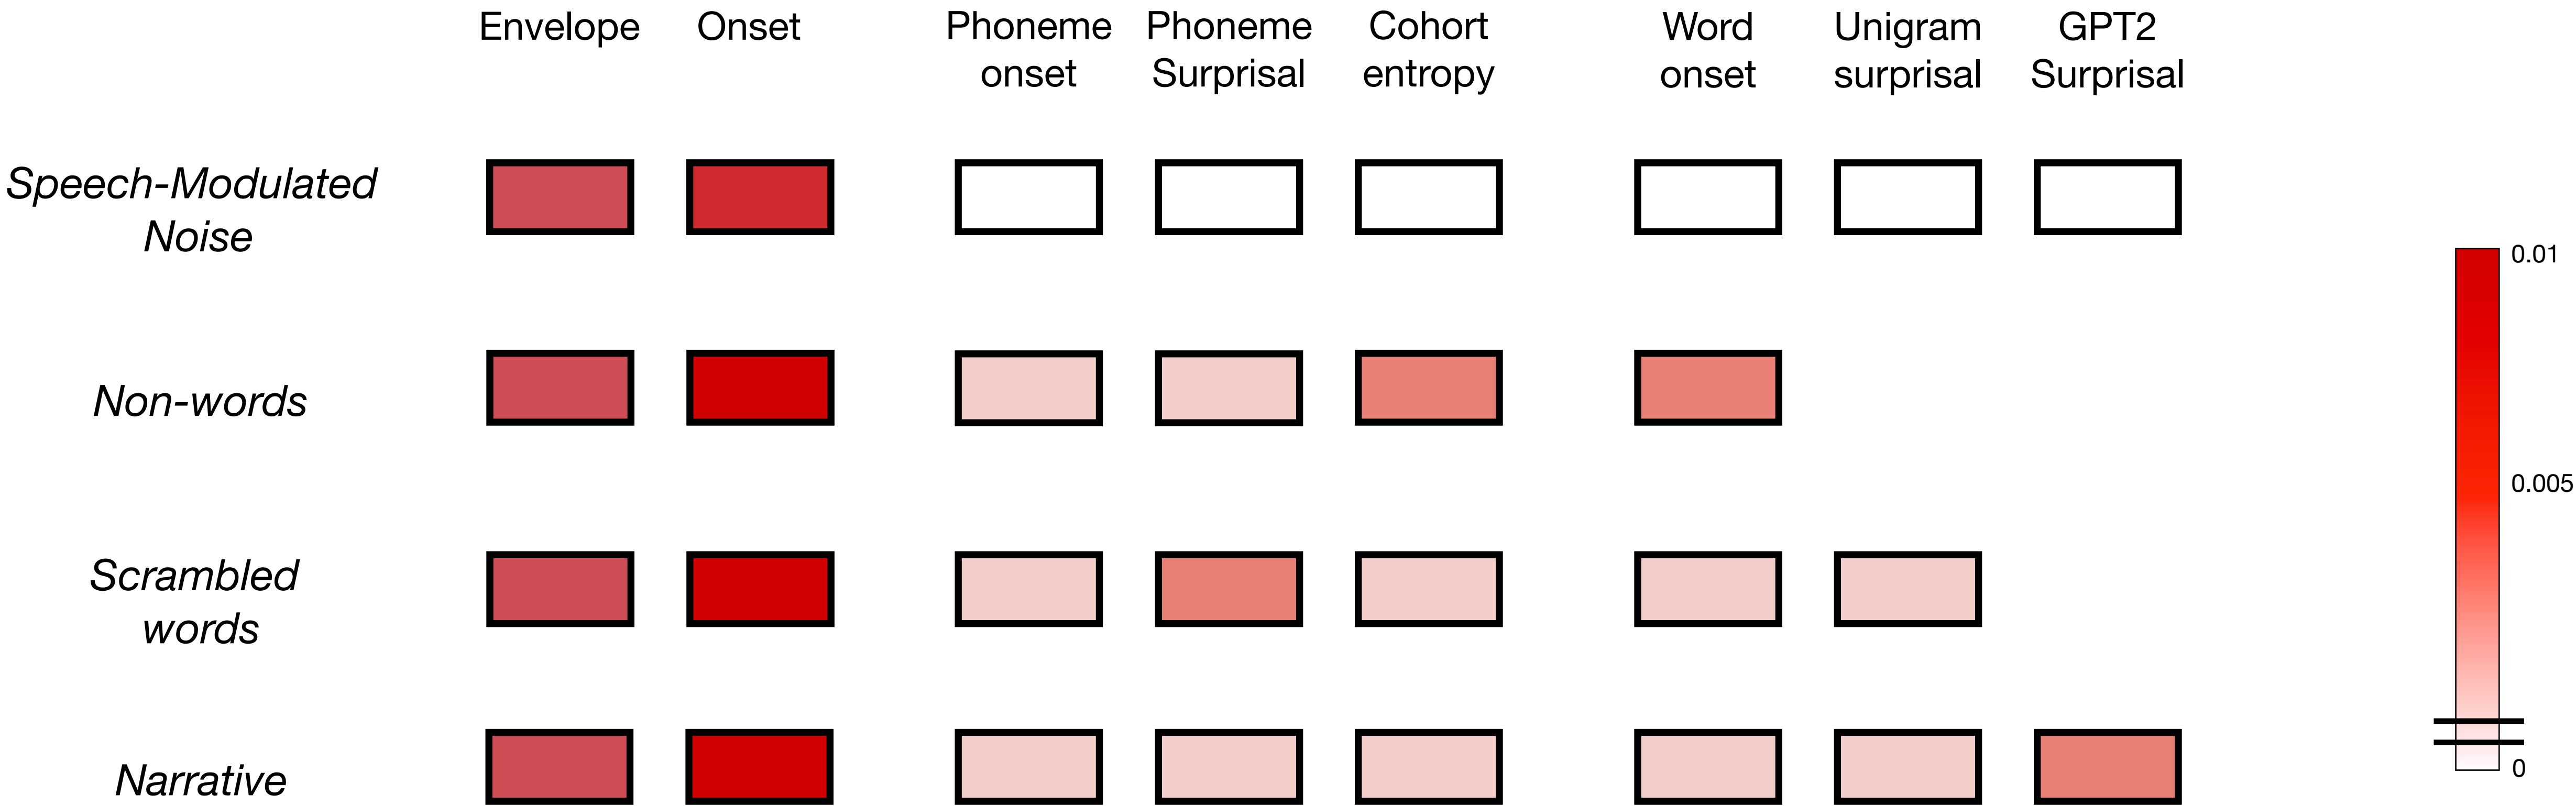 Envelope
Onset
Phoneme
onset
Phoneme
Surprisal
Cohort
entropy
Word
onset
Unigram
surprisal
GPT2
Surprisal
Speech-Modulated
Noise
Non-words
Scrambled
words
Narrative
0.01
0.005
0